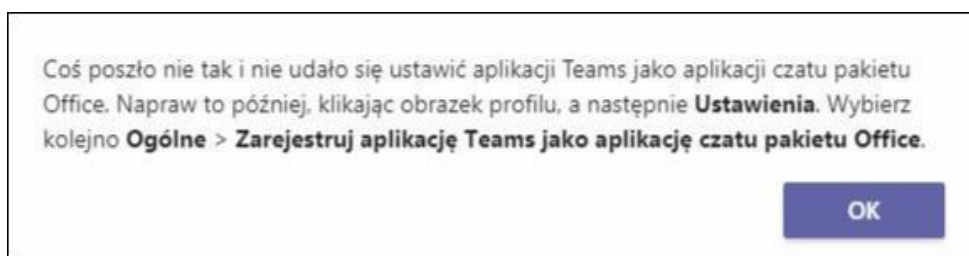 Coś poszło nie tak i nie udało się ustawić aplikacji Teams jako aplikacji czatu pakietu
Office. Napraw to później, klikając obrazek profilu, a następnie Ustawienia. Wybierz
kolejno Ogólne > Zarejestruj aplikację Teams jako aplikację czatu pakietu Office.
OK